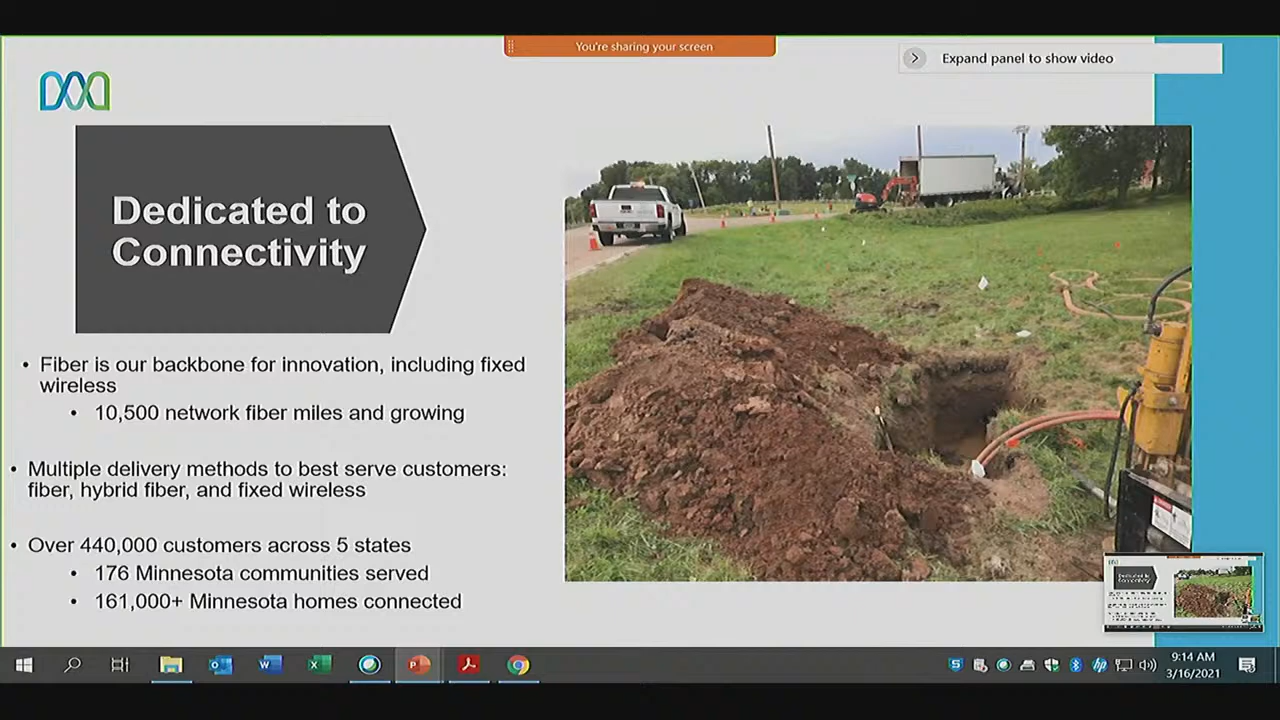 You're sharing your screen
Expand panel to show video
Dedicated to
Connectivity
• Fiber is our backbone for innovation, including fixed
wireless
• 10,500 network fiber miles and growing
• Multiple delivery methods to best serve customers:
fiber, hybrid fiber, and fixed wireless
• Over 440,000 customers across 5 states
• 176 Minnesota communities served
• 161,000+ Minnesota homes connected
Dedicated to
Connectivity
9:14 AM
3/16/2021